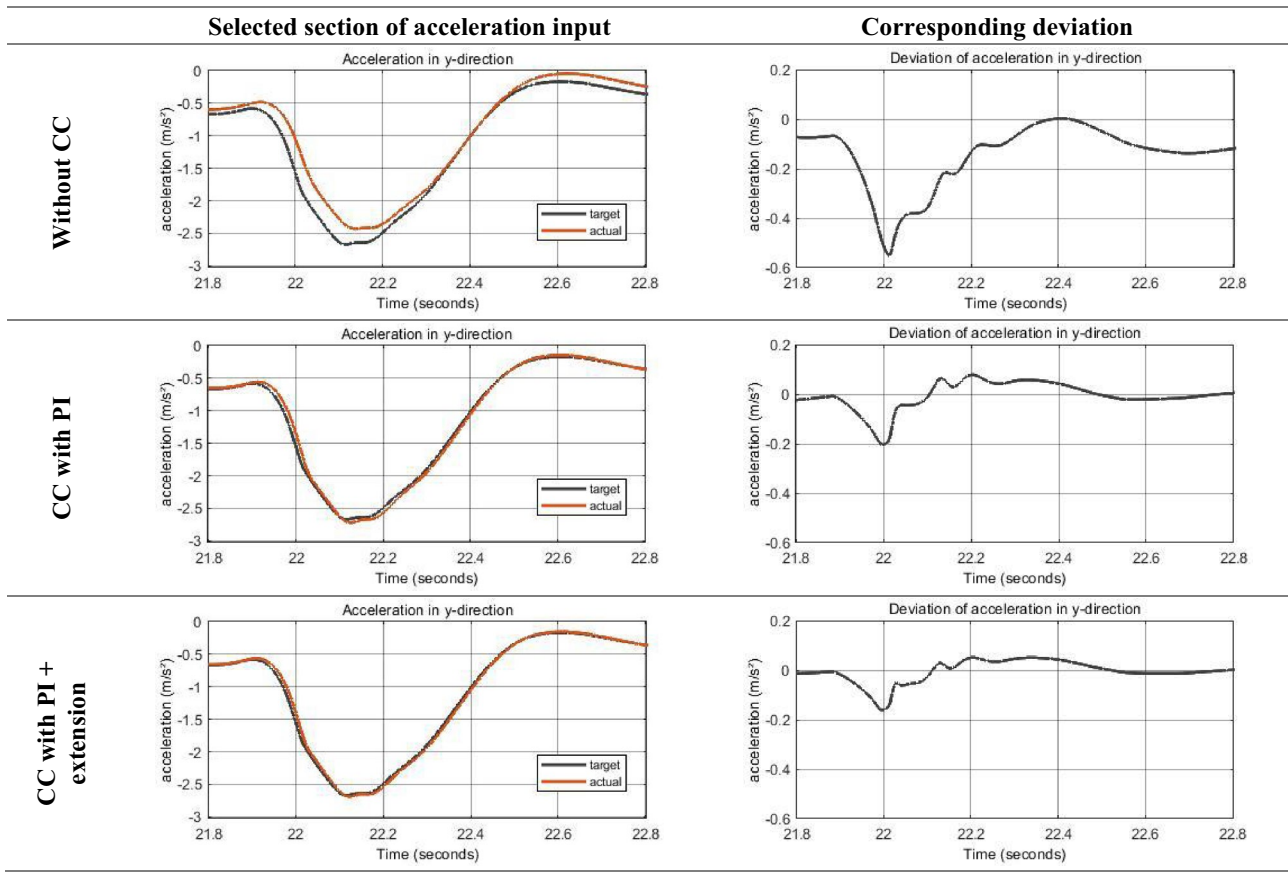 Selected section of acceleration input
Corresponding deviation
Without CC
Acceleration in y-direction
acceleration (m/s²)
0
-0.5
-1
-1.5
-2
-2.5
-3
21.8 22 22.2 22.4 22.6 22.8
Time (seconds)
target
actual
Deviation of acceleration in y-direction
acceleration (m/s²)
0.2
0
-0.2
-0.4
-0.6
21.8 22 22.2 22.4 22.6 22.8
Time (seconds)
CC with PI
Acceleration in y-direction
acceleration (m/s²)
0
-0.5
-1
-1.5
-2
-2.5
-3
21.8 22 22.2 22.4 22.6 22.8
Time (seconds)
target
actual
Deviation of acceleration in y-direction
acceleration (m/s²)
0.2
0
-0.2
-0.4
-0.6
21.8 22 22.2 22.4 22.6 22.8
Time (seconds)
CC with PI +
extension
Acceleration in y-direction
acceleration (m/s²)
0
-0.5
-1
-1.5
-2
-2.5
-3
21.8 22 22.2 22.4 22.6 22.8
Time (seconds)
target
actual
Deviation of acceleration in y-direction
acceleration (m/s²)
0.2
0
-0.2
-0.4
-0.6
21.8 22 22.2 22.4 22.6 22.8
Time (seconds)